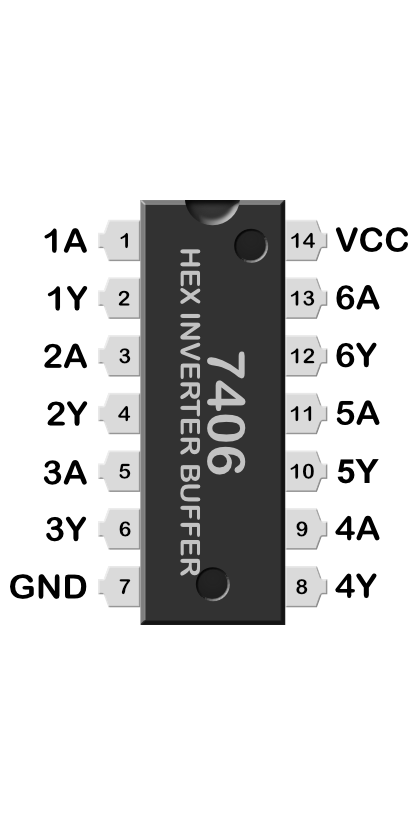 1A 1 14 VCC
1Y 2 13 6A
2A 3 12 6Y
2Y 4 11 5A
3A 5 10 5Y
3Y 6 9 4A
GND 7 8 4Y
7406
HEX INVERTER BUFFER